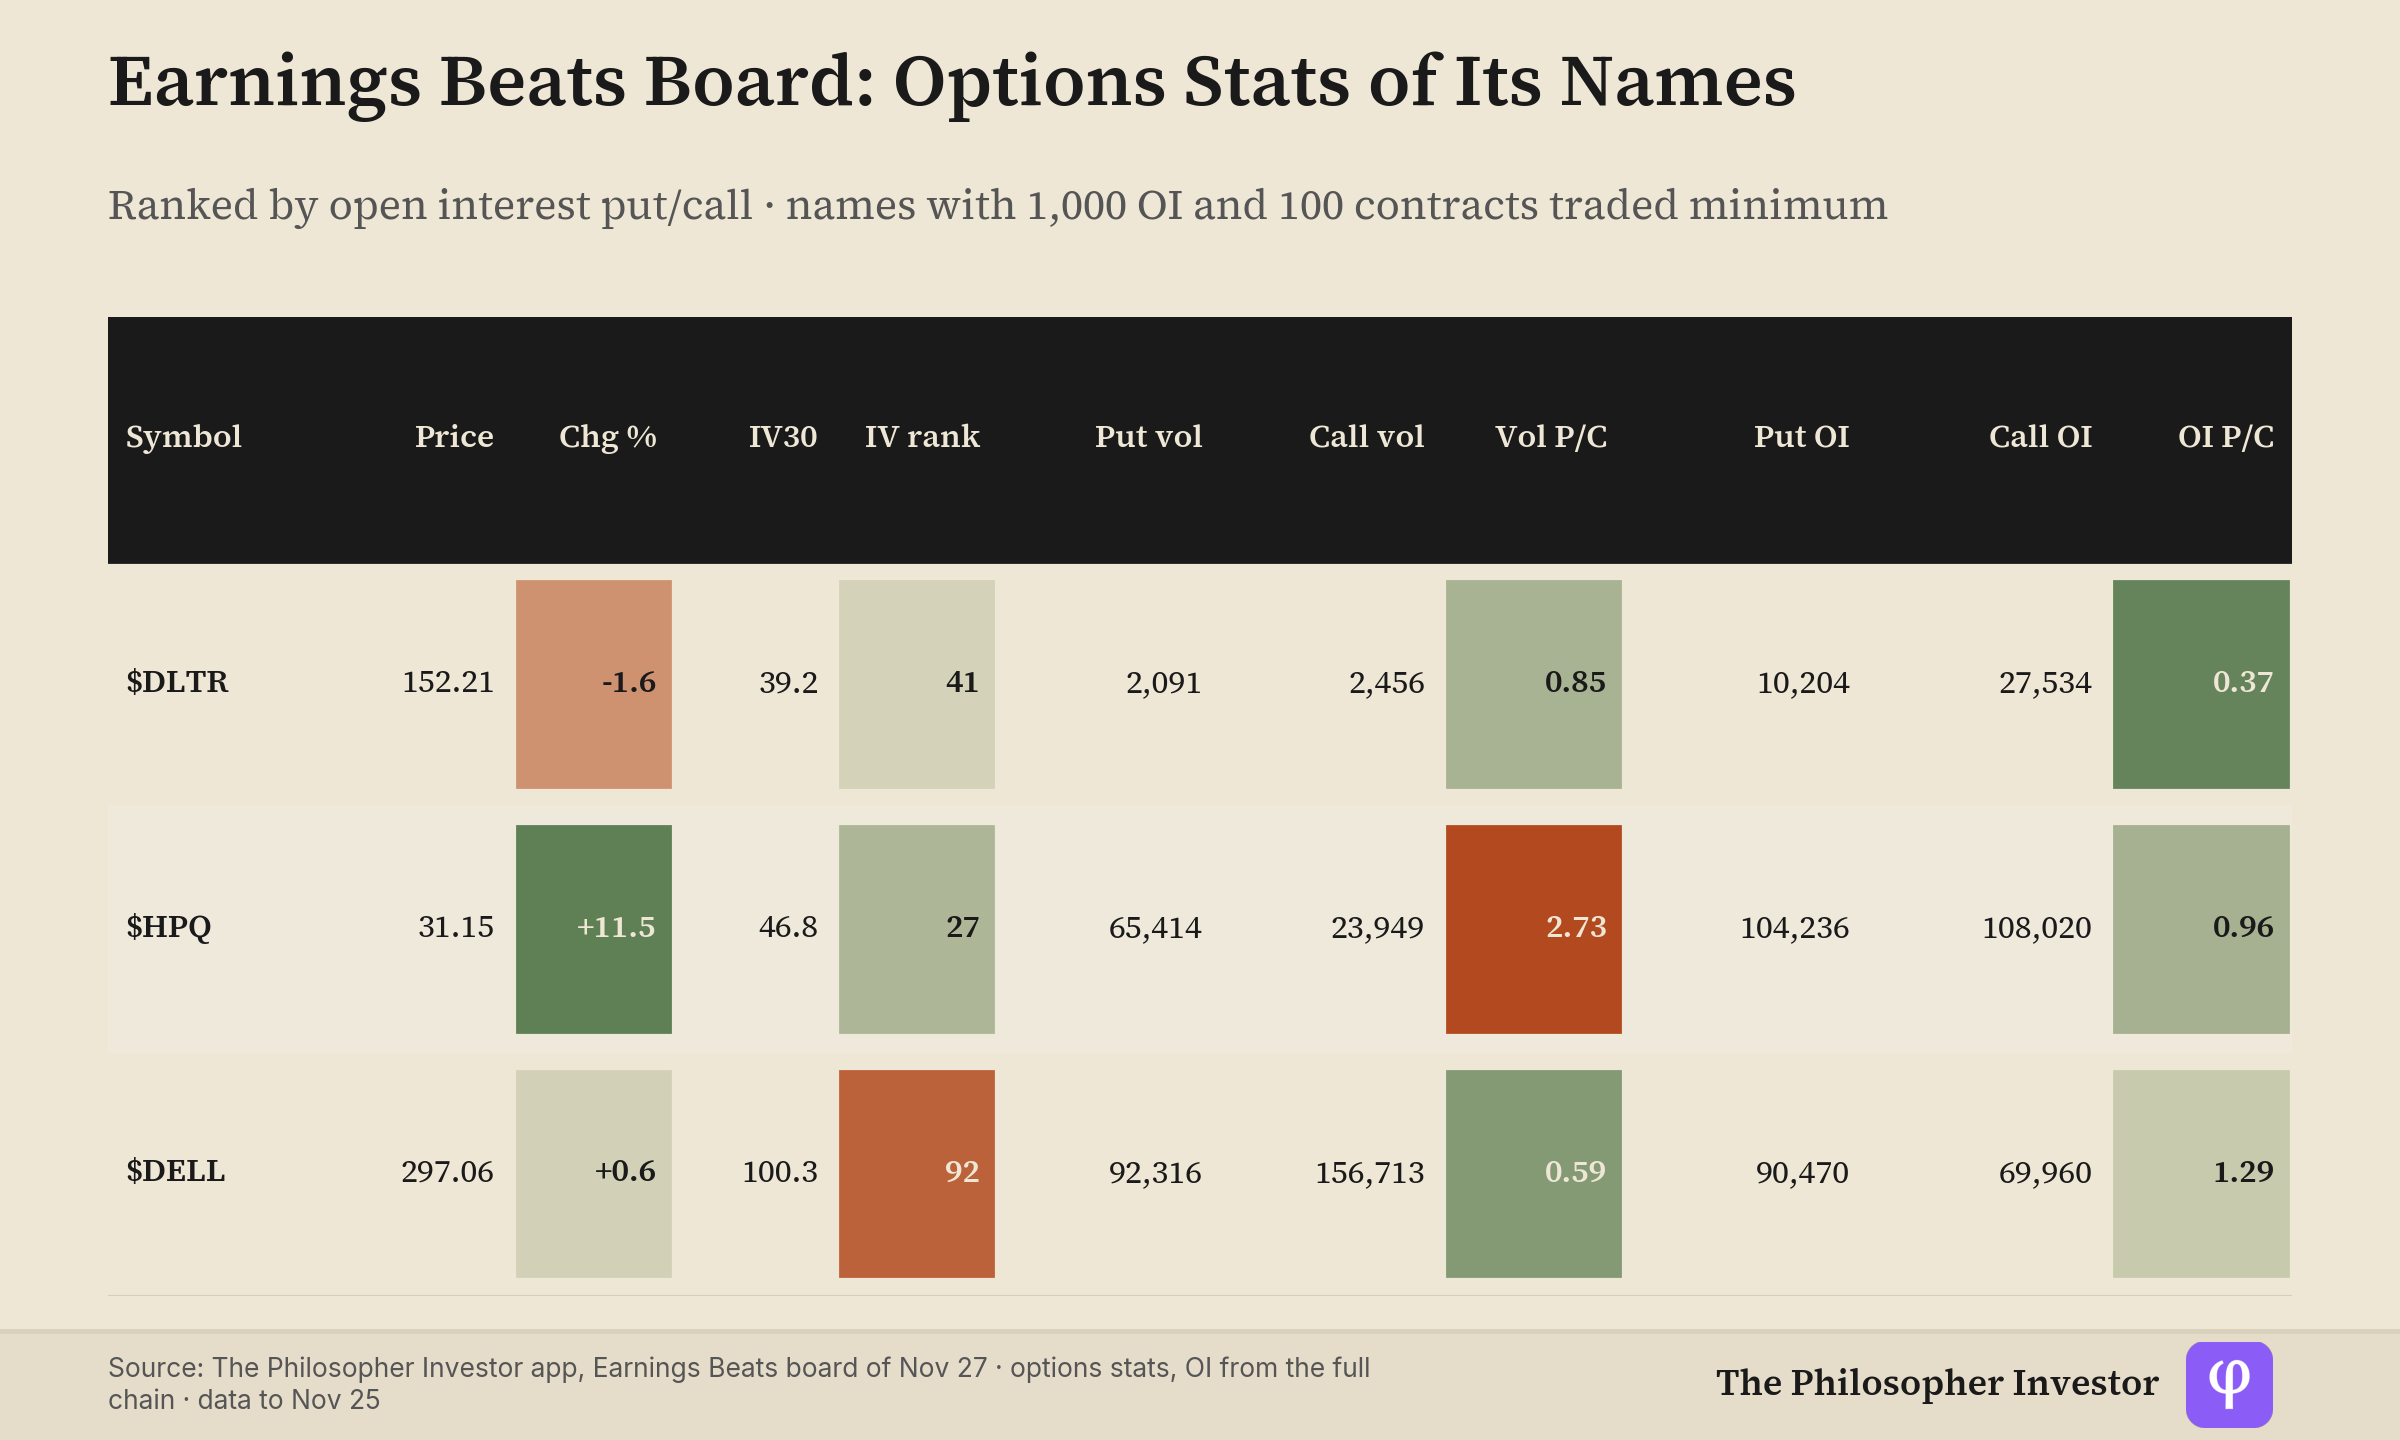 Earnings Beats Board: Options Stats of Its Names
Ranked by open interest put/call · names with 1,000 OI and 100 contracts traded minimum
Symbol Price Chg % IV30 IV rank Put vol Call vol Vol P/C Put OI Call OI OI P/C
$DLTR 152.21 -1.6 39.2 41 2,091 2,456 0.85 10,204 27,534 0.37
$HPQ 31.15 +11.5 46.8 27 65,414 23,949 2.73 104,236 108,020 0.96
$DELL 297.06 +0.6 100.3 92 92,316 156,713 0.59 90,470 69,960 1.29
Source: The Philosopher Investor app, Earnings Beats board of Nov 27 · options stats, OI from the full
chain · data to Nov 25
The Philosopher Investor φ